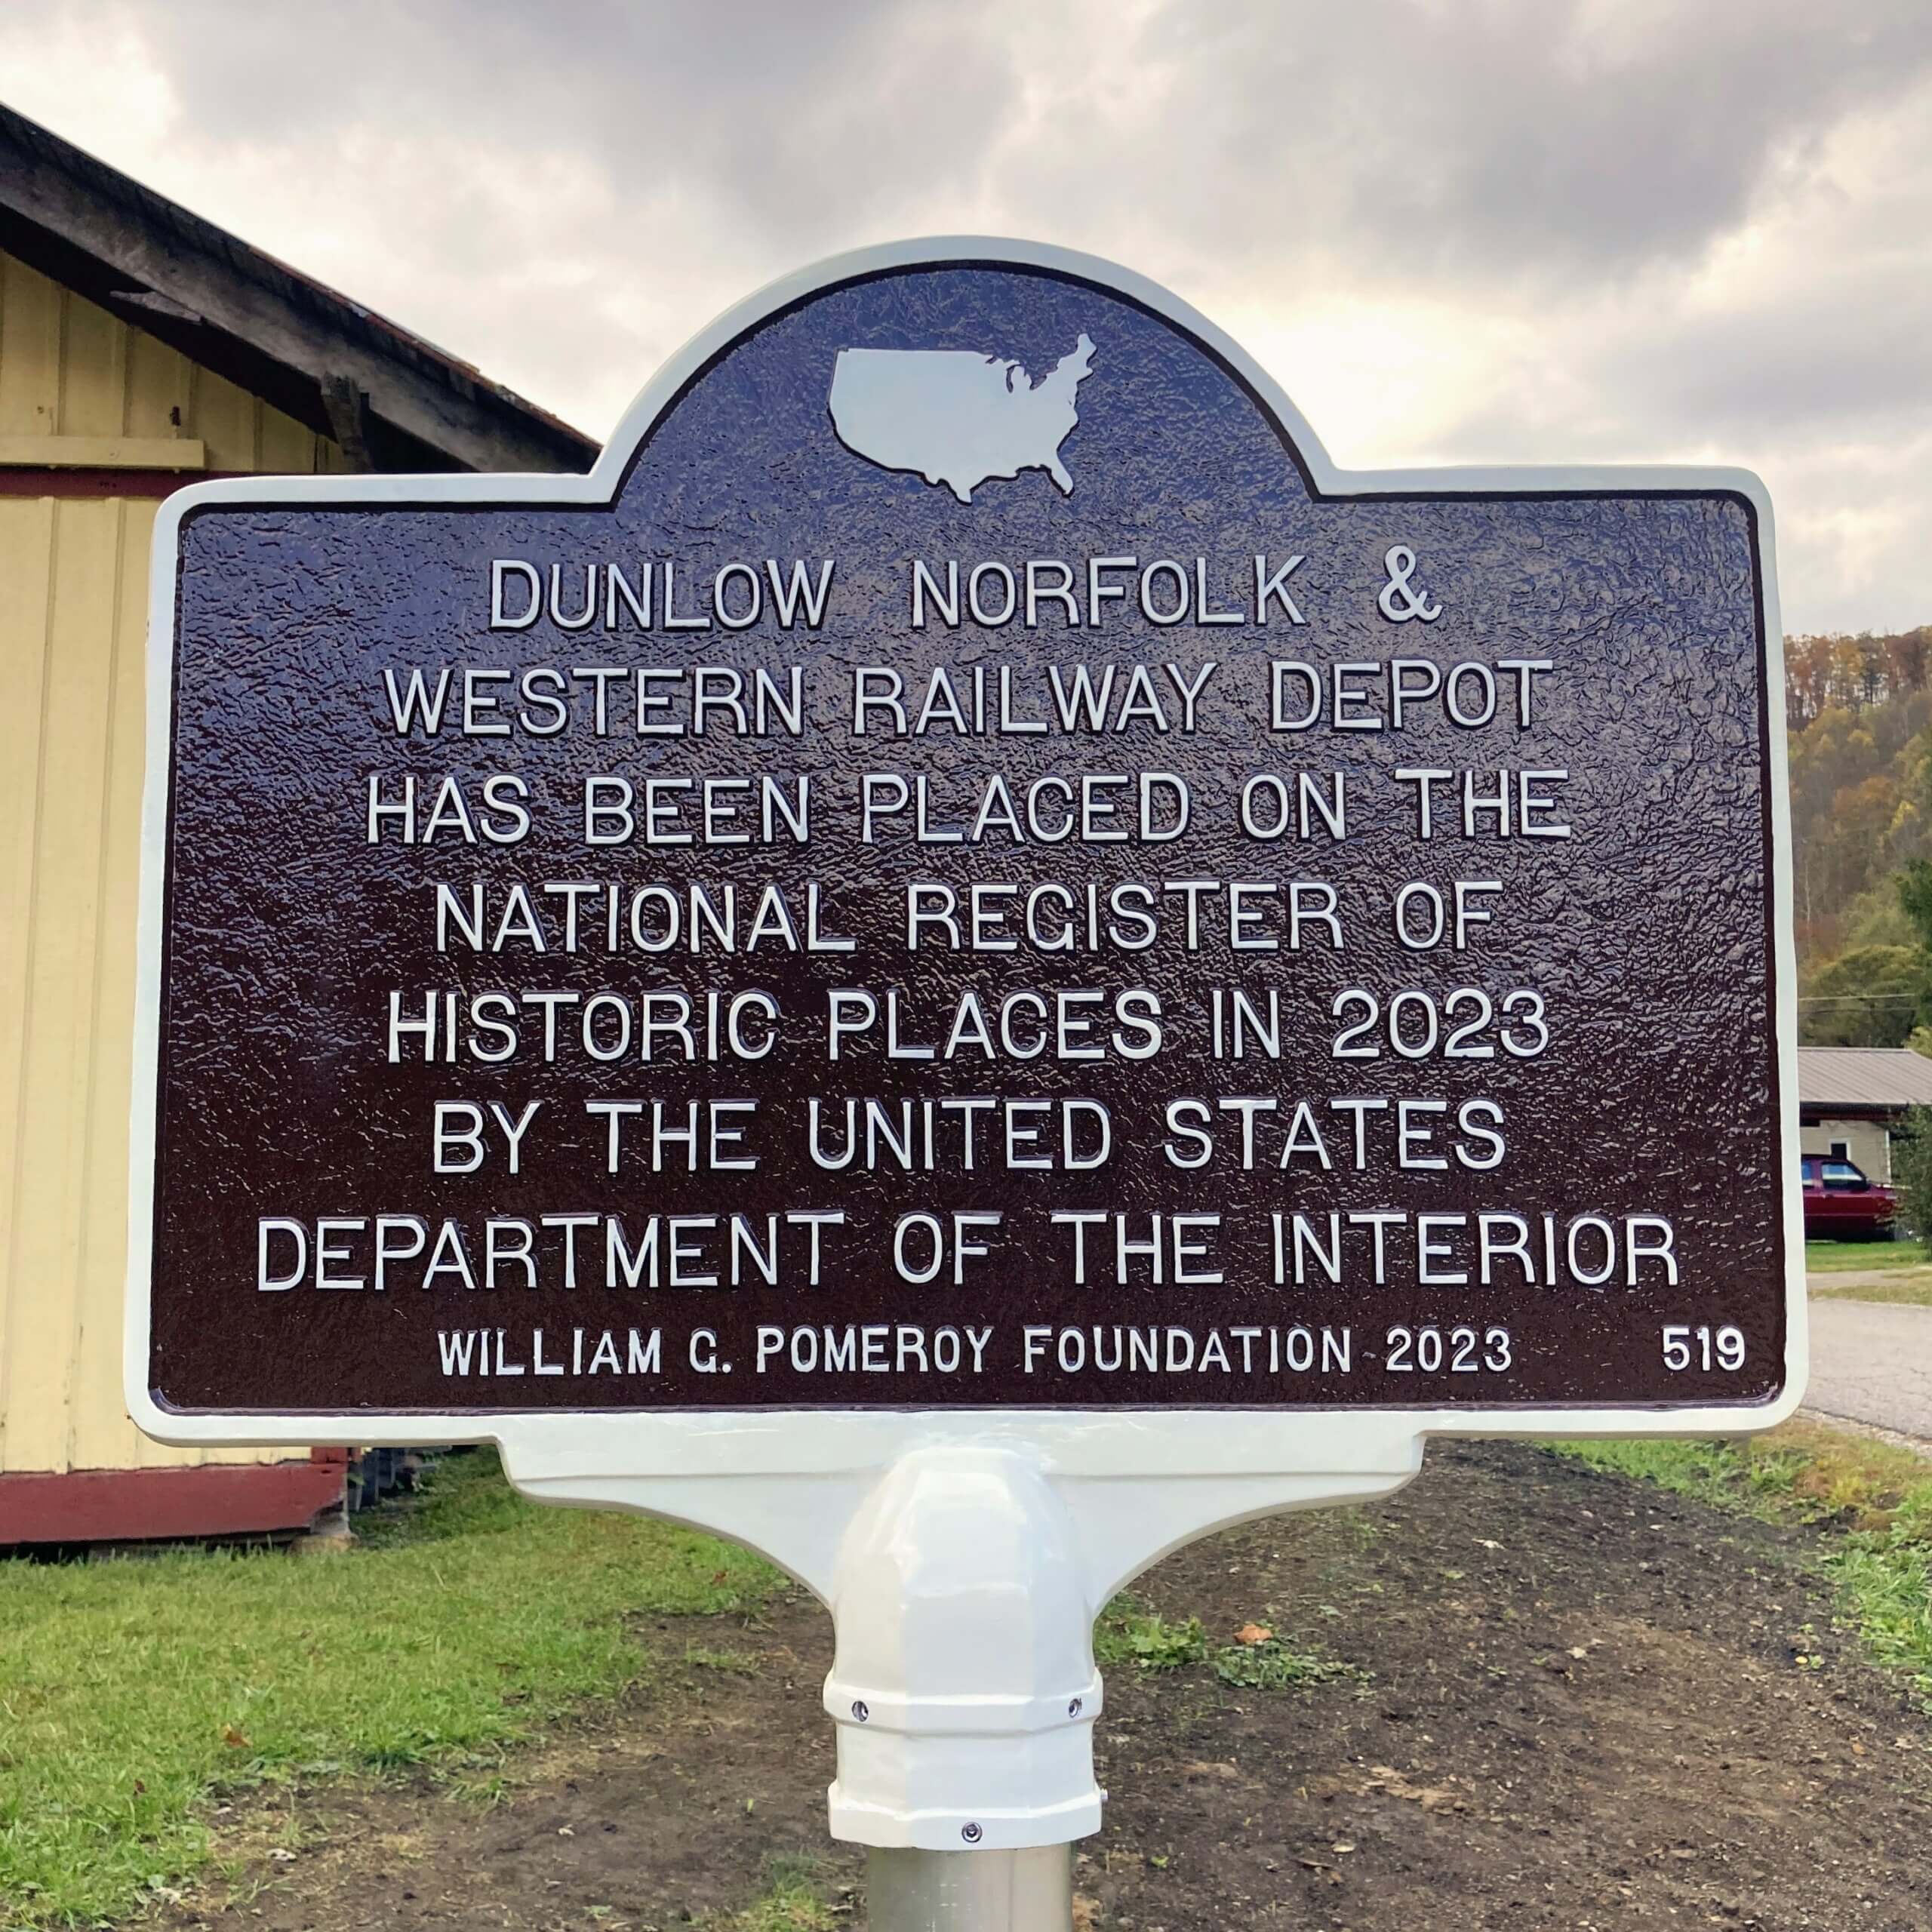 DUNLOW NORFOLK &
WESTERN RAILWAY DEPOT
HAS BEEN PLACED ON THE
NATIONAL REGISTER OF
HISTORIC PLACES IN 2023
BY THE UNITED STATES
DEPARTMENT OF THE INTERIOR
WILLIAM G. POMEROY FOUNDATION 2023 519